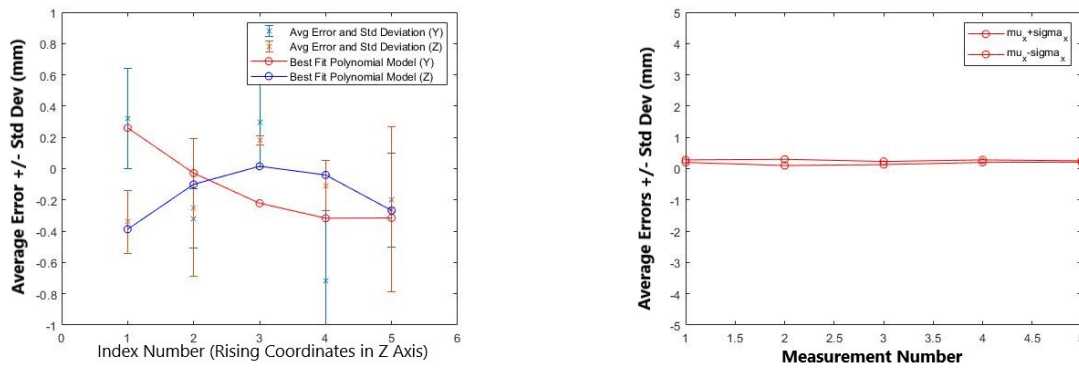 Average Error +/- Std Dev (mm)
1
0.8
0.6
0.4
0.2
0
-0.2
-0.4
-0.6
-0.8
-1
Avg Error and Std Deviation (Y)
Avg Error and Std Deviation (Z)
Best Fit Polynomial Model (Y)
Best Fit Polynomial Model (Z)
0 1 2 3 4 5 6
Index Number (Rising Coordinates in Z Axis)
Average Errors +/- Std Dev (mm)
5
4
3
2
1
0
-1
-2
-3
-4
-5
mu_x+sigma_x
mu_x-sigma_x
1 1.5 2 2.5 3 3.5 4 4.5 5
Measurement Number